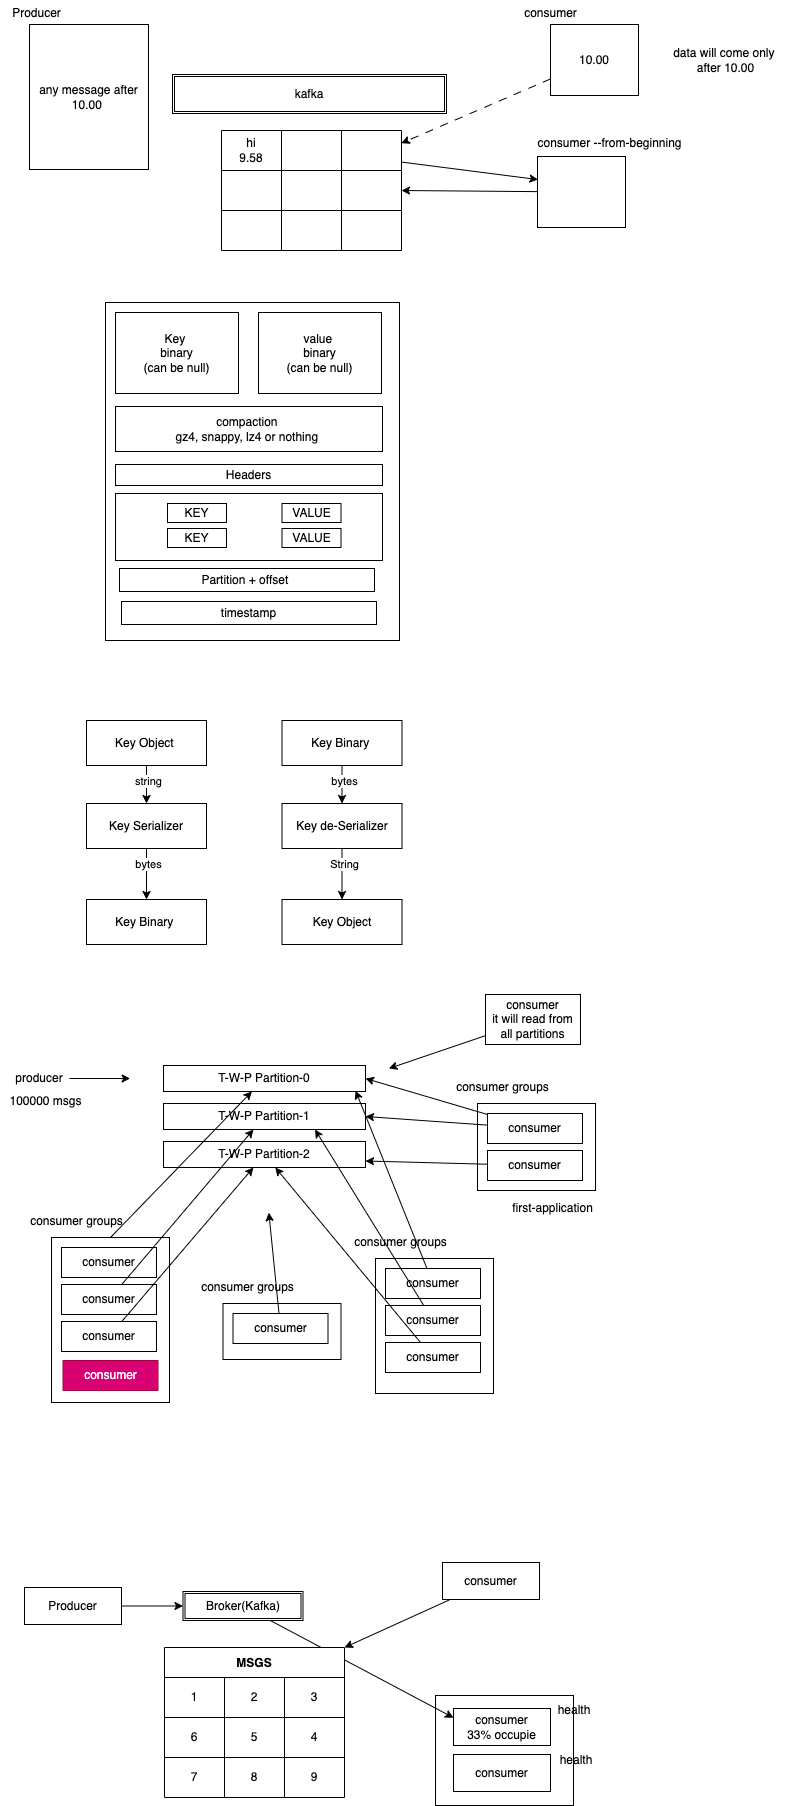 Producer
consumer
any message after
10.00
10.00
data will come only
after 10.00
kafka
hi
9.58
consumer --from-beginning
Key
binary
(can be null)
value
binary
(can be null)
compaction
gz4, snappy, lz4 or nothing
Headers
KEY
VALUE
KEY
VALUE
Partition + offset
timestamp
Key Object
Key Binary
string
bytes
Key Serializer
Key de-Serializer
bytes
String
Key Binary
Key Object
consumer
it will read from
all partitions
producer
T-W-P Partition-0
consumer groups
100000 msgs
T-W-P Partition-1
consumer
T-W-P Partition-2
consumer
first-application
consumer groups
consumer groups
consumer
consumer groups
consumer
consumer
consumer
consumer
consumer
consumer
consumer
consumer
Producer
Broker(Kafka)
consumer
MSGS
1
2
3
6
5
4
7
8
9
health
consumer
33% occupie
health
consumer